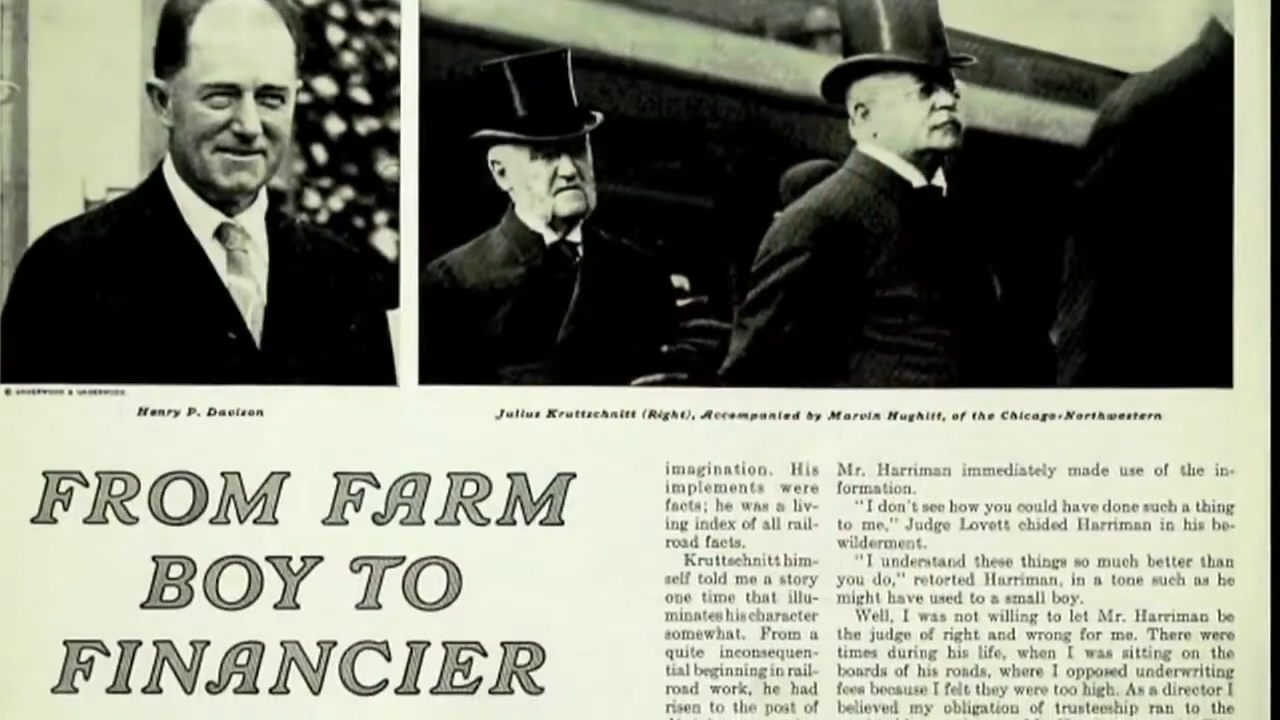 © UNDERWOOD & UNDERWOOD
Henry P. Davison
Julius Kruttschnitt (Right), Accompanied by Marvin Hughitt, of the Chicago-Northwestern
FROM FARM
BOY TO
FINANCIER
imagination. His
implements were
facts; he was a liv-
ing index of all rail-
road facts.
Kruttschnitt him-
self told me a story
one time that illu-
minates his character
somewhat. From a
quite inconsequen-
tial beginning in rail-
road work, he had
risen to the post of
Mr. Harriman immediately made use of the in-
formation.
"I don't see how you could have done such a thing
to me," Judge Lovett chided Harriman in his be-
wilderment.
"I understand these things so much better than
you do," retorted Harriman, in a tone such as he
might have used to a small boy.
Well, I was not willing to let Mr. Harriman be
the judge of right and wrong for me. There were
times during his life, when I was sitting on the
boards of his roads, where I opposed underwriting
fees because I felt they were too high. As a director I
believed my obligation of trusteeship ran to the